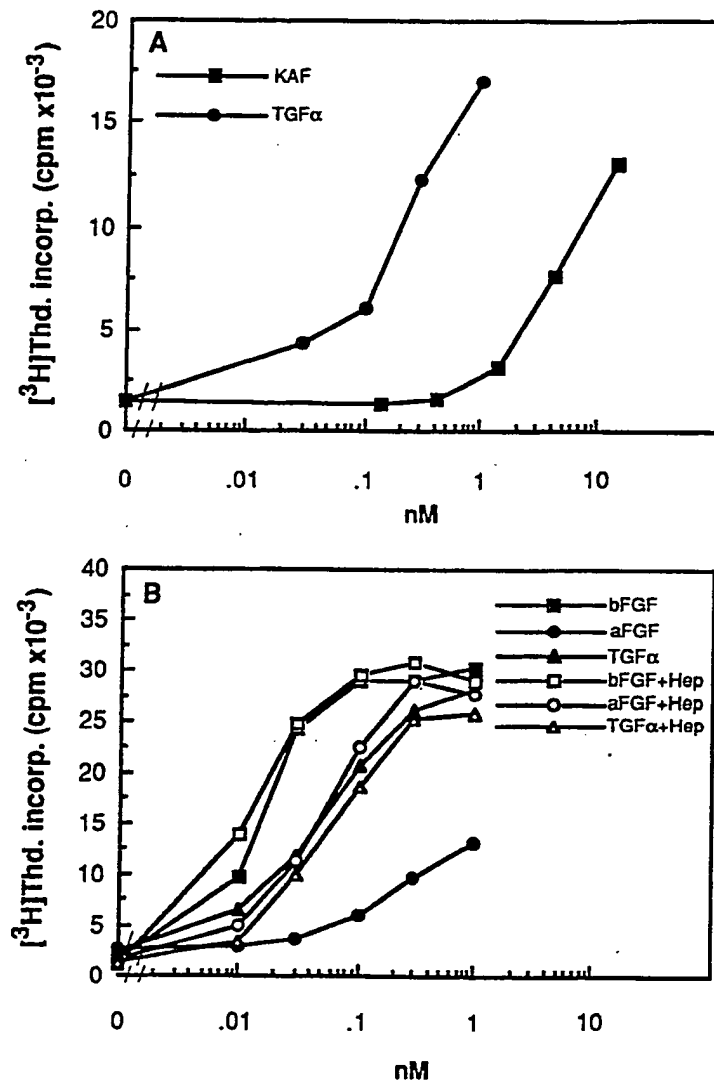 A
KAF
TGFα
[³H]Thd. incorp. (cpm x10⁻³)
20
15
10
5
0
0 .01 .1 1 10
nM
B
bFGF
aFGF
TGFα
bFGF+Hep
aFGF+Hep
TGFα+Hep
[³H]Thd. incorp. (cpm x10⁻³)
40
35
30
25
20
15
10
5
0
0 .01 .1 1 10
nM